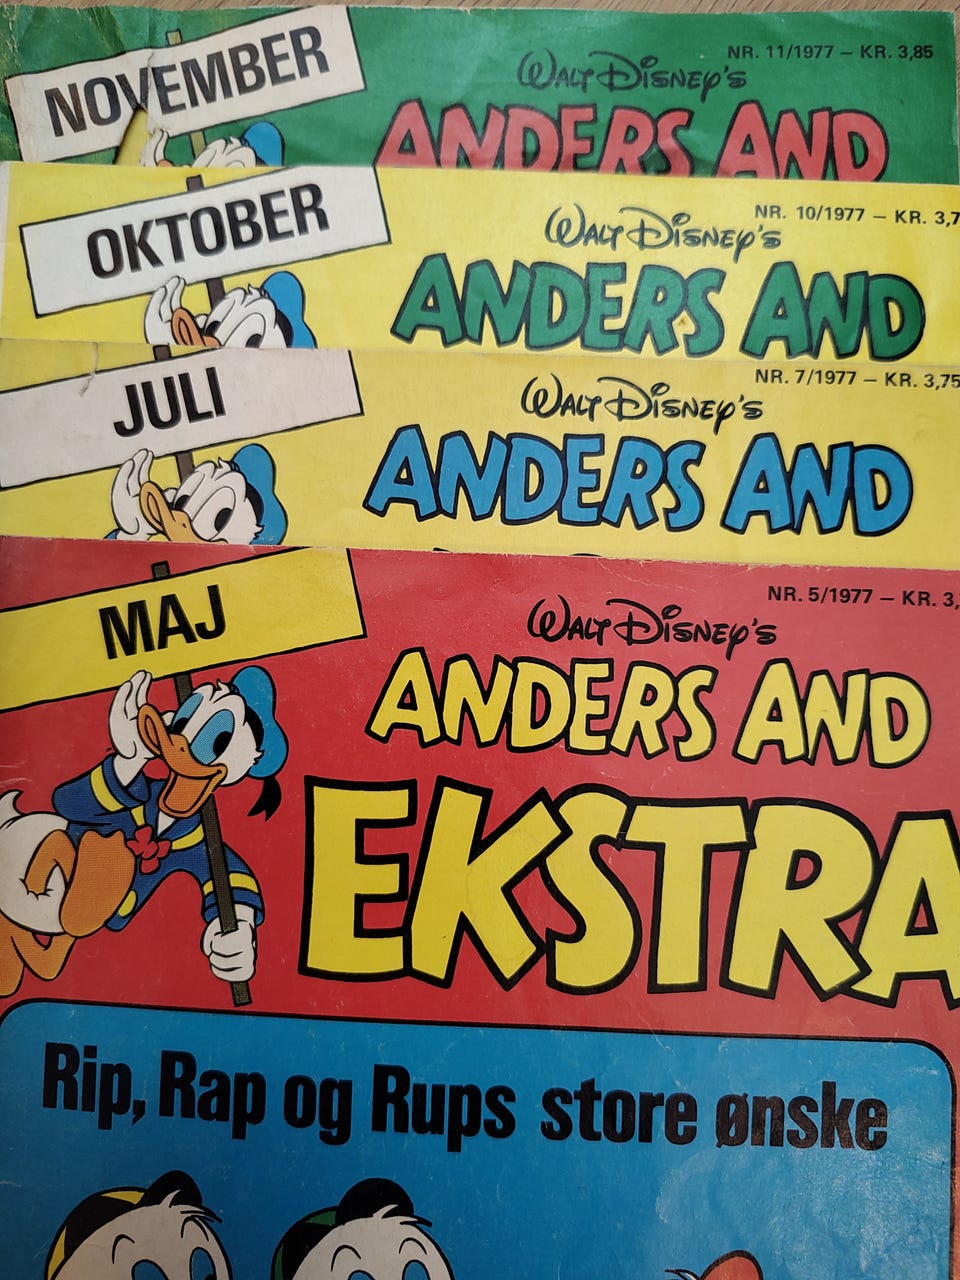 NOVEMBER
NR. 11/1977 – KR. 3,85
WALT DISNEY'S
ANDERS AND
OKTOBER
NR. 10/1977 – KR. 3,7
WALT DISNEY'S
ANDERS AND
JULI
NR. 7/1977 – KR. 3,75
WALT DISNEY'S
ANDERS AND
MAJ
NR. 5/1977 – KR. 3,
WALT DISNEY'S
ANDERS AND
EKSTRA
Rip, Rap og Rups store ønske